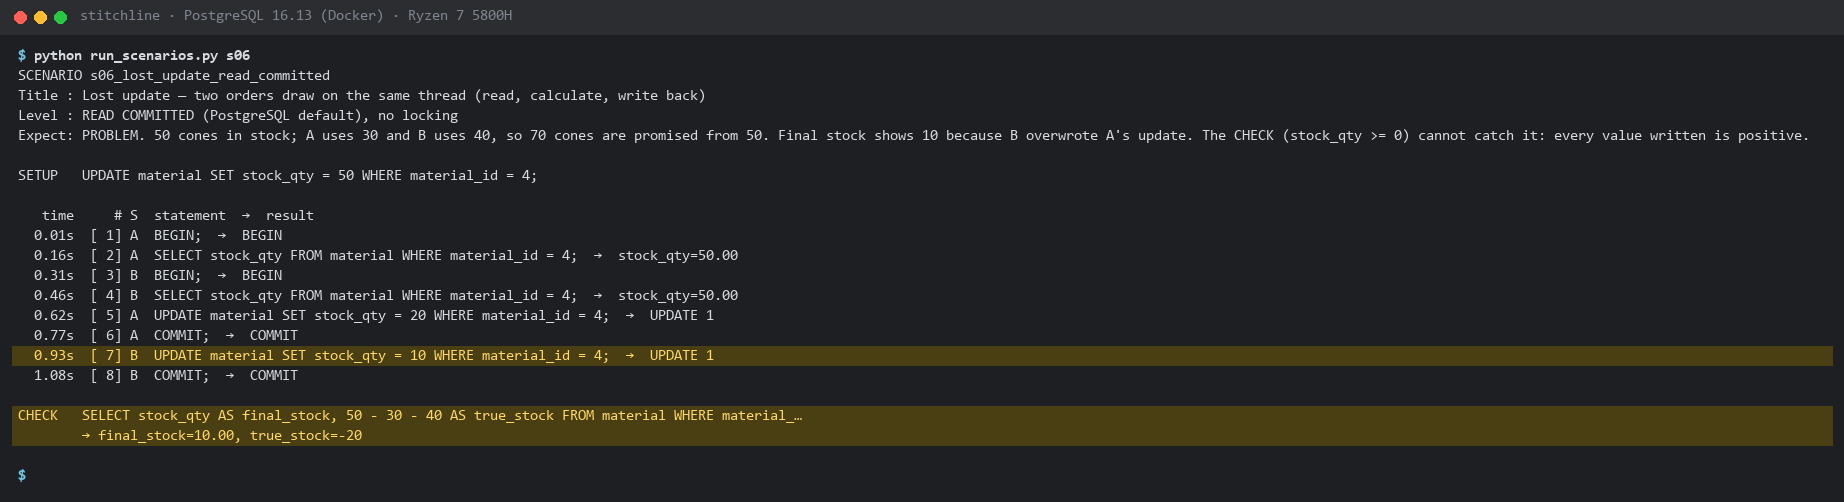 stitchline · PostgreSQL 16.13 (Docker) · Ryzen 7 5800H
$ python run_scenarios.py s06
SCENARIO s06_lost_update_read_committed
Title : Lost update — two orders draw on the same thread (read, calculate, write back)
Level : READ COMMITTED (PostgreSQL default), no locking
Expect: PROBLEM. 50 cones in stock; A uses 30 and B uses 40, so 70 cones are promised from 50. Final stock shows 10 because B overwrote A's update. The CHECK (stock_qty >= 0) cannot catch it: every value written is positive.
SETUP   UPDATE material SET stock_qty = 50 WHERE material_id = 4;
time     # S  statement  →  result
0.01s  [ 1] A  BEGIN;  →  BEGIN
0.16s  [ 2] A  SELECT stock_qty FROM material WHERE material_id = 4;  →  stock_qty=50.00
0.31s  [ 3] B  BEGIN;  →  BEGIN
0.46s  [ 4] B  SELECT stock_qty FROM material WHERE material_id = 4;  →  stock_qty=50.00
0.62s  [ 5] A  UPDATE material SET stock_qty = 20 WHERE material_id = 4;  →  UPDATE 1
0.77s  [ 6] A  COMMIT;  →  COMMIT
0.93s  [ 7] B  UPDATE material SET stock_qty = 10 WHERE material_id = 4;  →  UPDATE 1
1.08s  [ 8] B  COMMIT;  →  COMMIT
CHECK   SELECT stock_qty AS final_stock, 50 - 30 - 40 AS true_stock FROM material WHERE material_…
→ final_stock=10.00, true_stock=-20
$